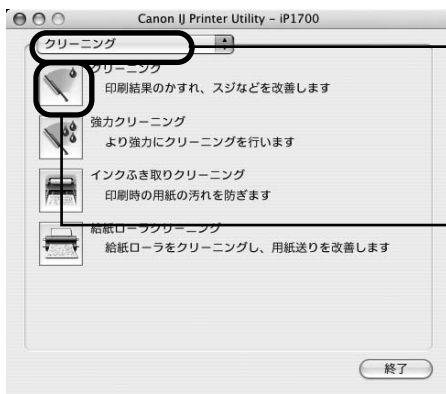 Canon IJ Printer Utility – iP1700
クリーニング
クリーニング
印刷結果のかすれ、スジなどを改善します
強力クリーニング
より強力にクリーニングを行います
インクふき取りクリーニング
印刷時の用紙の汚れを防ぎます
給紙ローラクリーニング
給紙ローラをクリーニングし、用紙送りを改善します
終了